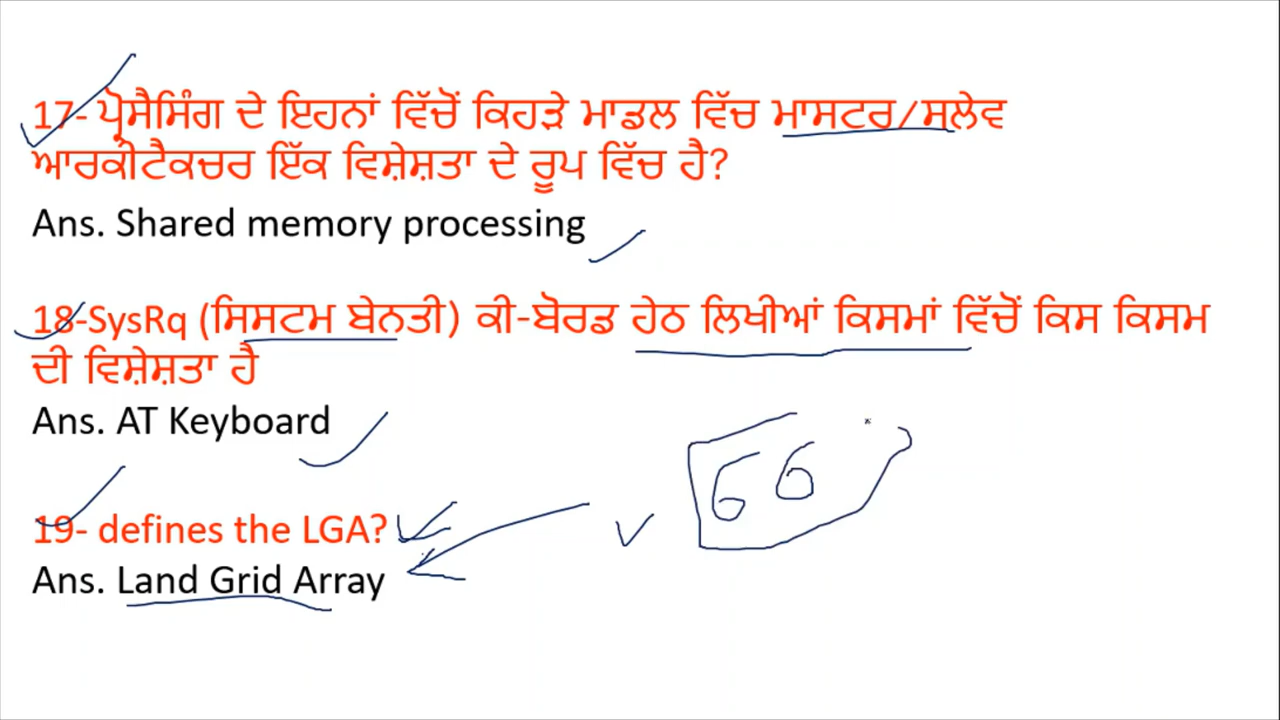 17- ਪ੍ਰੋਸੈਸਿੰਗ ਦੇ ਇਹਨਾਂ ਵਿੱਚੋਂ ਕਿਹੜੇ ਮਾਡਲ ਵਿੱਚ ਮਾਸਟਰ/ਸਲੇਵ
ਆਰਕੀਟੈਕਚਰ ਇੱਕ ਵਿਸ਼ੇਸ਼ਤਾ ਦੇ ਰੂਪ ਵਿੱਚ ਹੈ?
Ans. Shared memory processing
18-SysRq (ਸਿਸਟਮ ਬੇਨਤੀ) ਕੀ-ਬੋਰਡ ਹੇਠ ਲਿਖੀਆਂ ਕਿਸਮਾਂ ਵਿੱਚੋਂ ਕਿਸ ਕਿਸਮ
ਦੀ ਵਿਸ਼ੇਸ਼ਤਾ ਹੈ
Ans. AT Keyboard
66
19- defines the LGA?
Ans. Land Grid Array